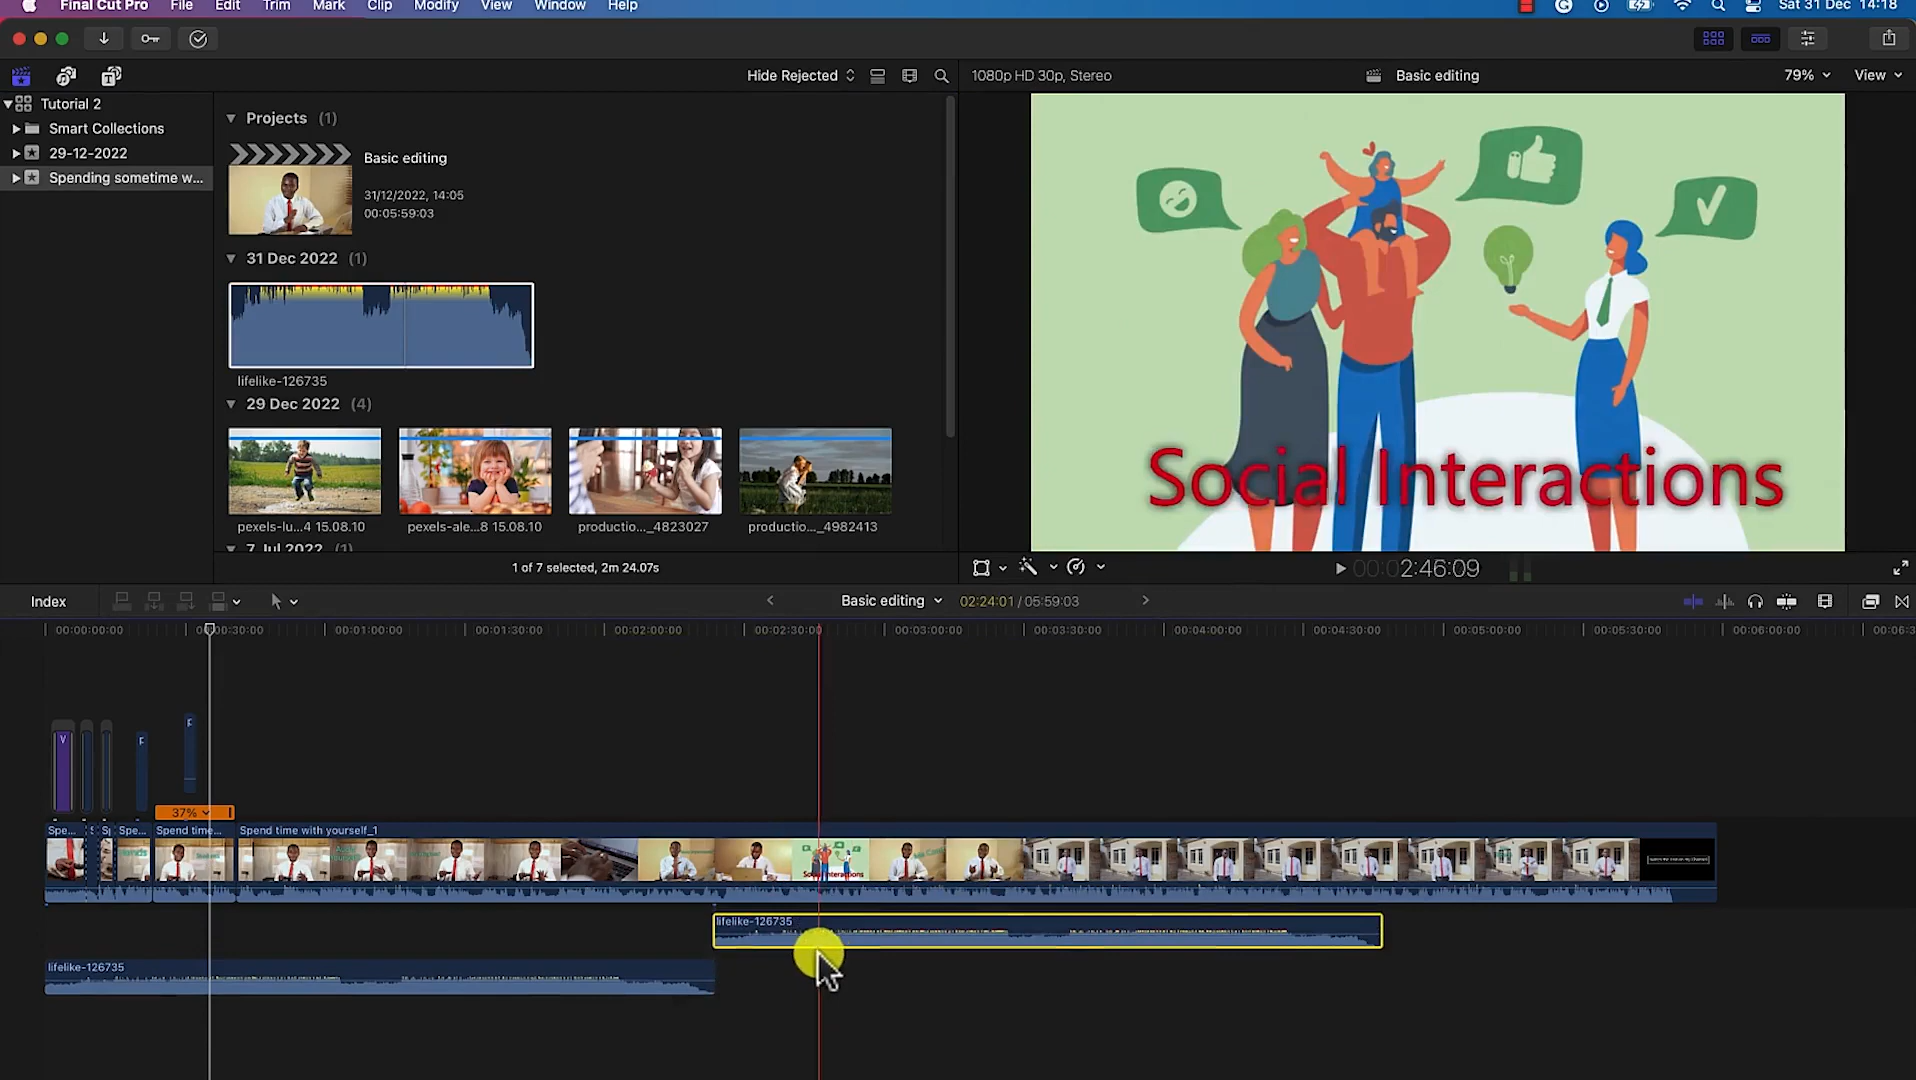 Final Cut Pro File Edit Trim Mark Clip Modify View Window Help Sat 31 Dec 14:18
Hide Rejected 1080p HD 30p, Stereo Basic editing 79% View
Tutorial 2
Smart Collections
29-12-2022
Spending sometime w...
Projects (1)
Basic editing
31/12/2022, 14:05
00:05:59:03
31 Dec 2022 (1)
lifelike-126735
29 Dec 2022 (4)
pexels-lu...4 15.08.10 pexels-ale...8 15.08.10 productio..._4823027 productio..._4982413
7 Jul 2022 (1)
1 of 7 selected, 2m 24.07s
Social Interactions
00:02:46:09
Index Basic editing 02:24:01 / 05:59:03
00:00:00:00 00:00:30:00 00:01:00:00 00:01:30:00 00:02:00:00 00:02:30:00 00:03:00:00 00:03:30:00 00:04:00:00 00:04:30:00 00:05:00:00 00:05:30:00 00:06:00:00 00:06:3
V
37%
Spe... Spe... Spend time... Spend time with yourself_1
Social Interactions
lifelike-126735
lifelike-126735